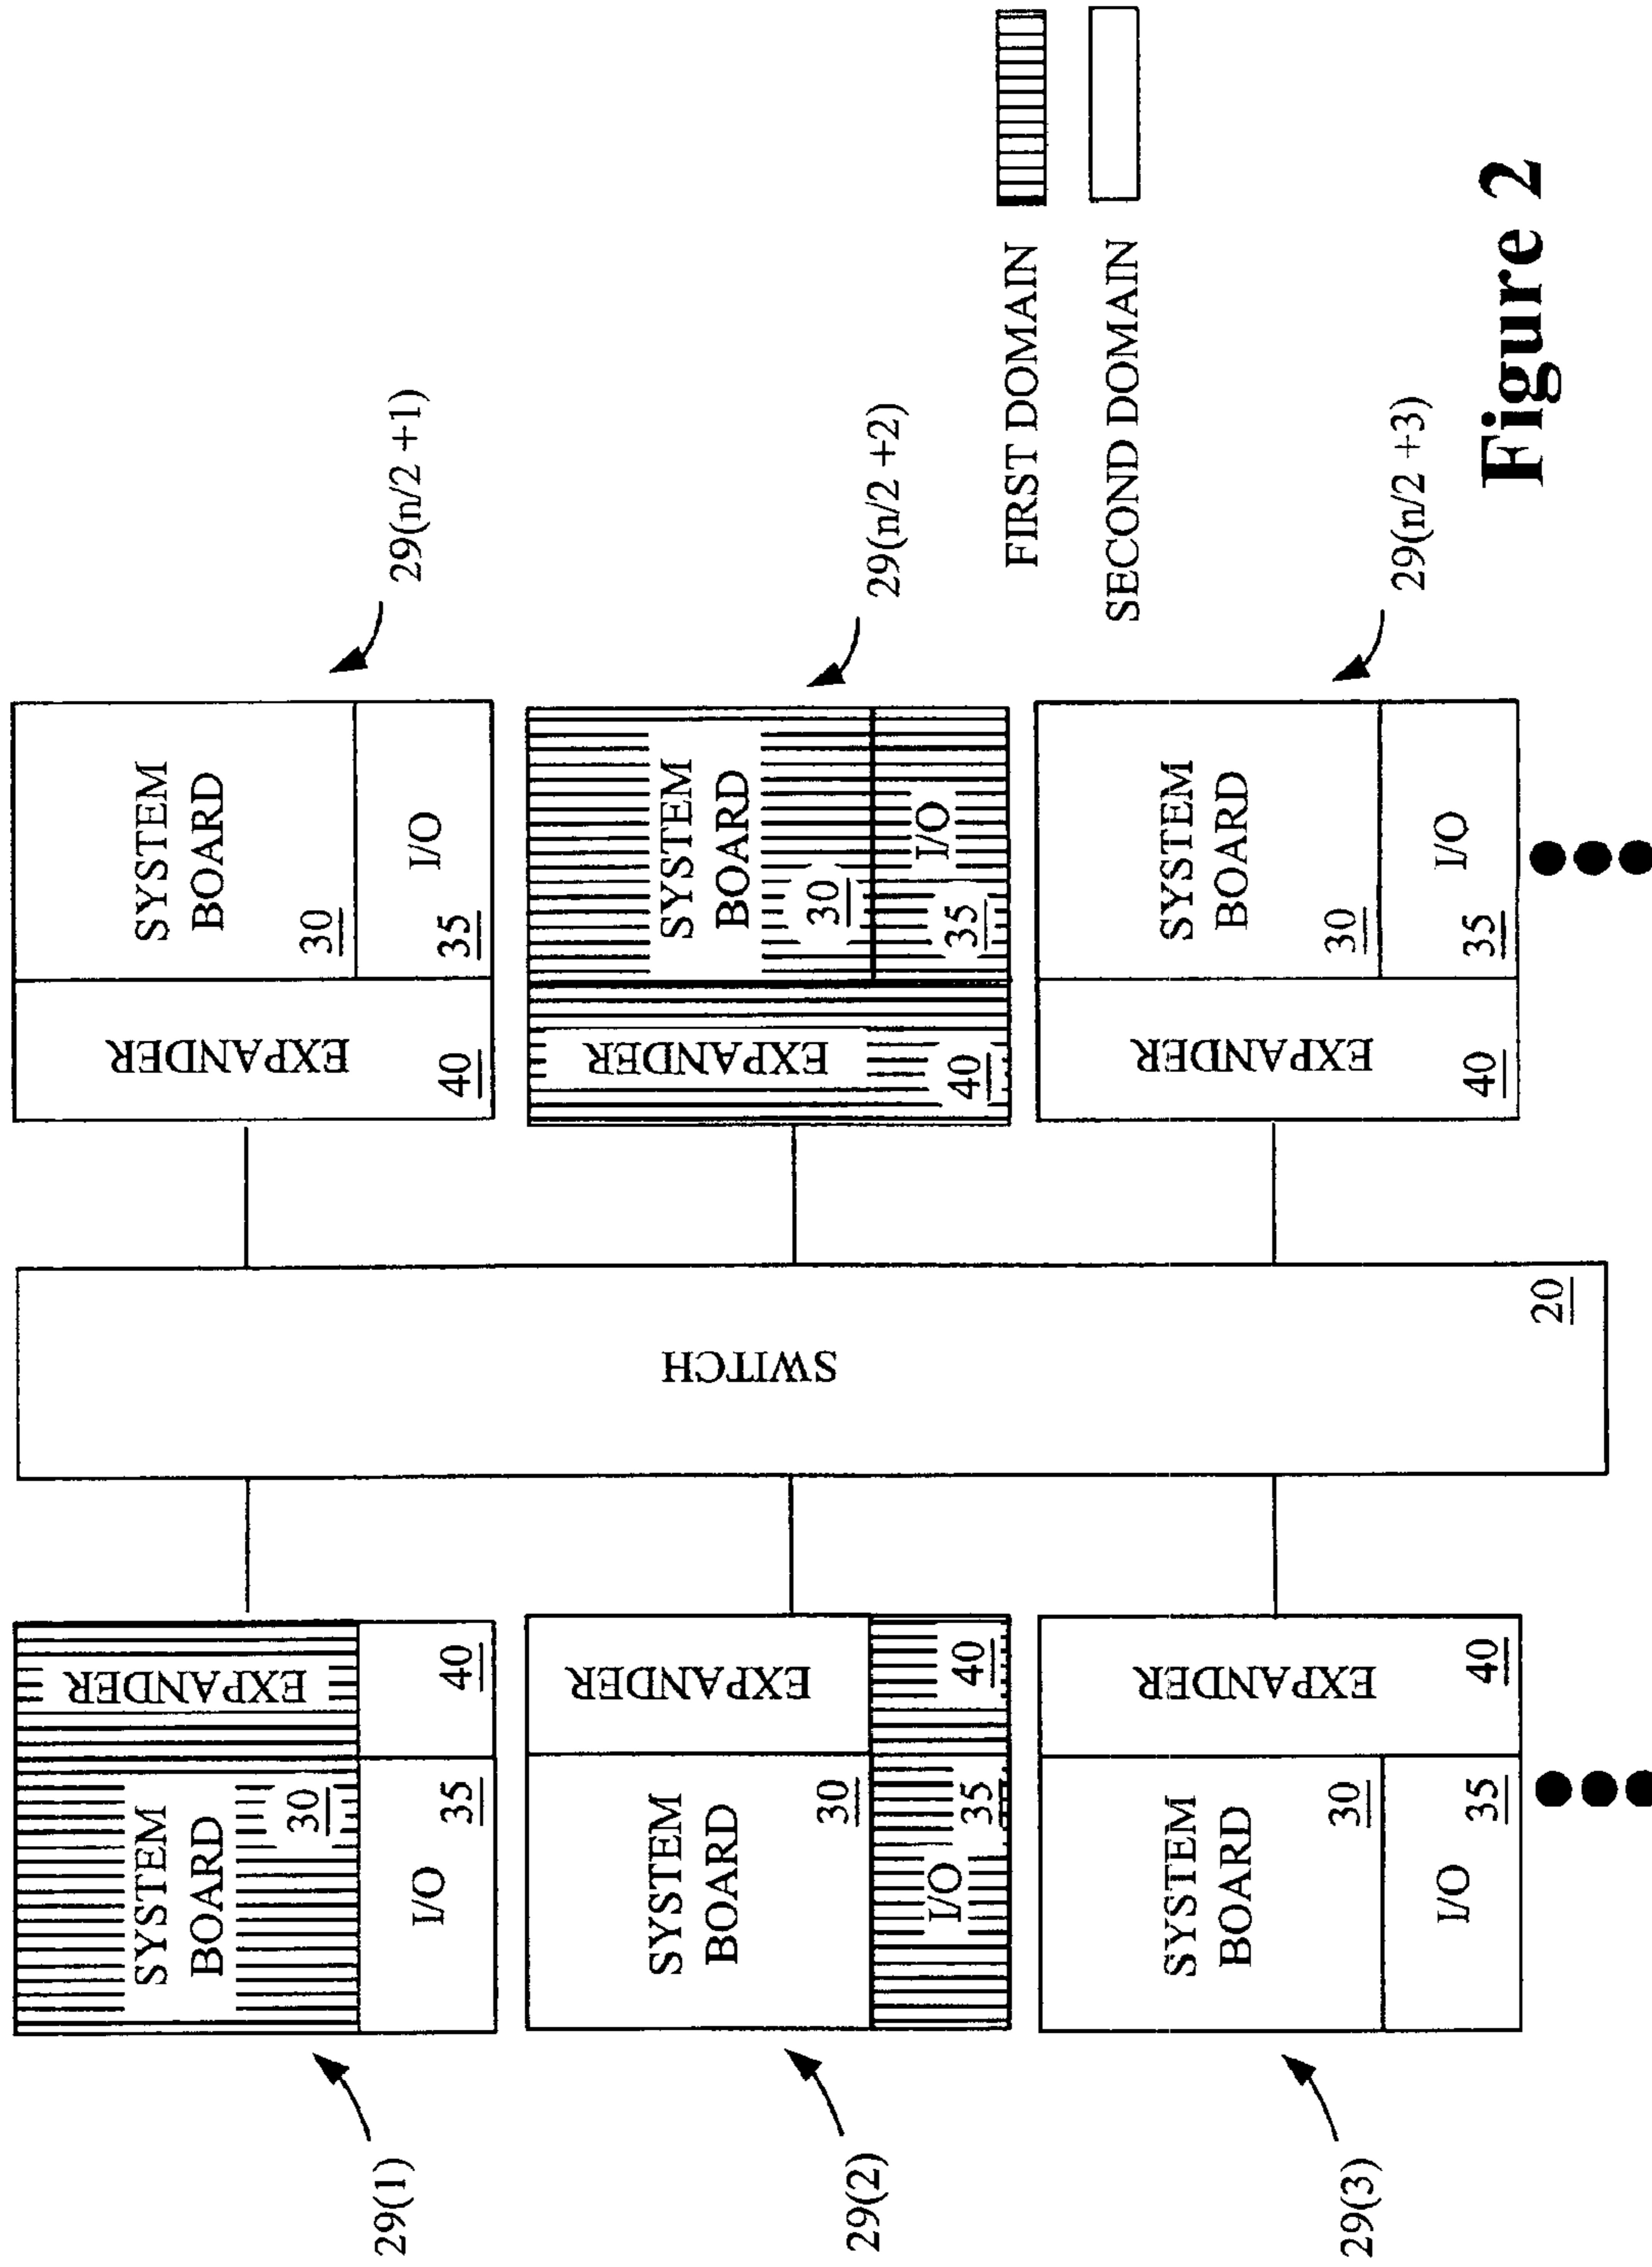 29(1)
SYSTEM
BOARD
30
I/O
35
EXPANDER
40
29(2)
SYSTEM
BOARD
30
I/O
35
EXPANDER
40
29(3)
SYSTEM
BOARD
30
I/O
35
EXPANDER
40
SWITCH
20
EXPANDER
40
SYSTEM
BOARD
30
I/O
35
29(n/2 +1)
EXPANDER
40
SYSTEM
BOARD
30
I/O
35
29(n/2 +2)
EXPANDER
40
SYSTEM
BOARD
30
I/O
35
29(n/2 +3)
FIRST DOMAIN
SECOND DOMAIN
Figure 2